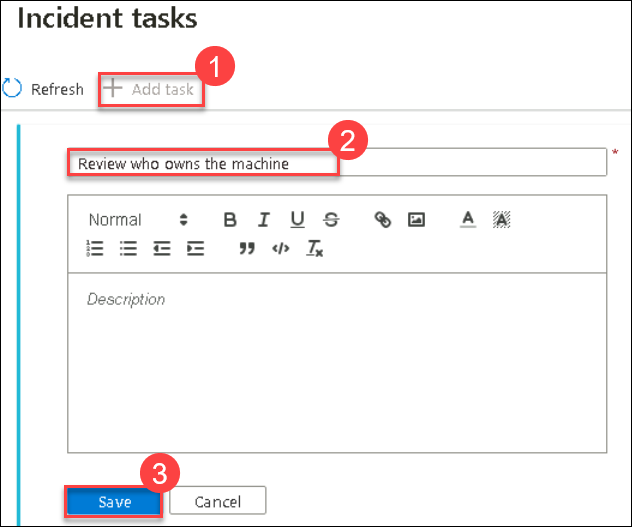 Incident tasks
1
Refresh Add task
2
Review who owns the machine *
Normal B I U S A A
Description
3
Save Cancel